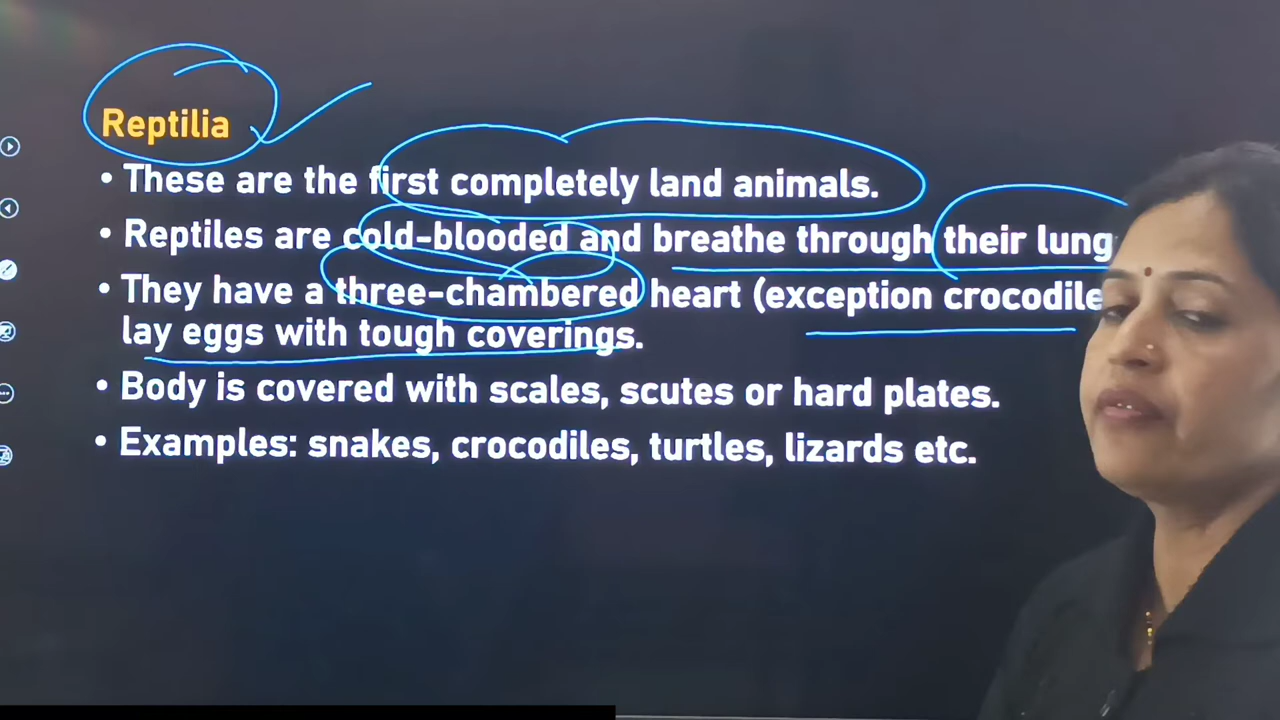 Reptilia
• These are the first completely land animals.
• Reptiles are cold-blooded and breathe through their lung
• They have a three-chambered heart (exception crocodile
lay eggs with tough coverings.
• Body is covered with scales, scutes or hard plates.
• Examples: snakes, crocodiles, turtles, lizards etc.